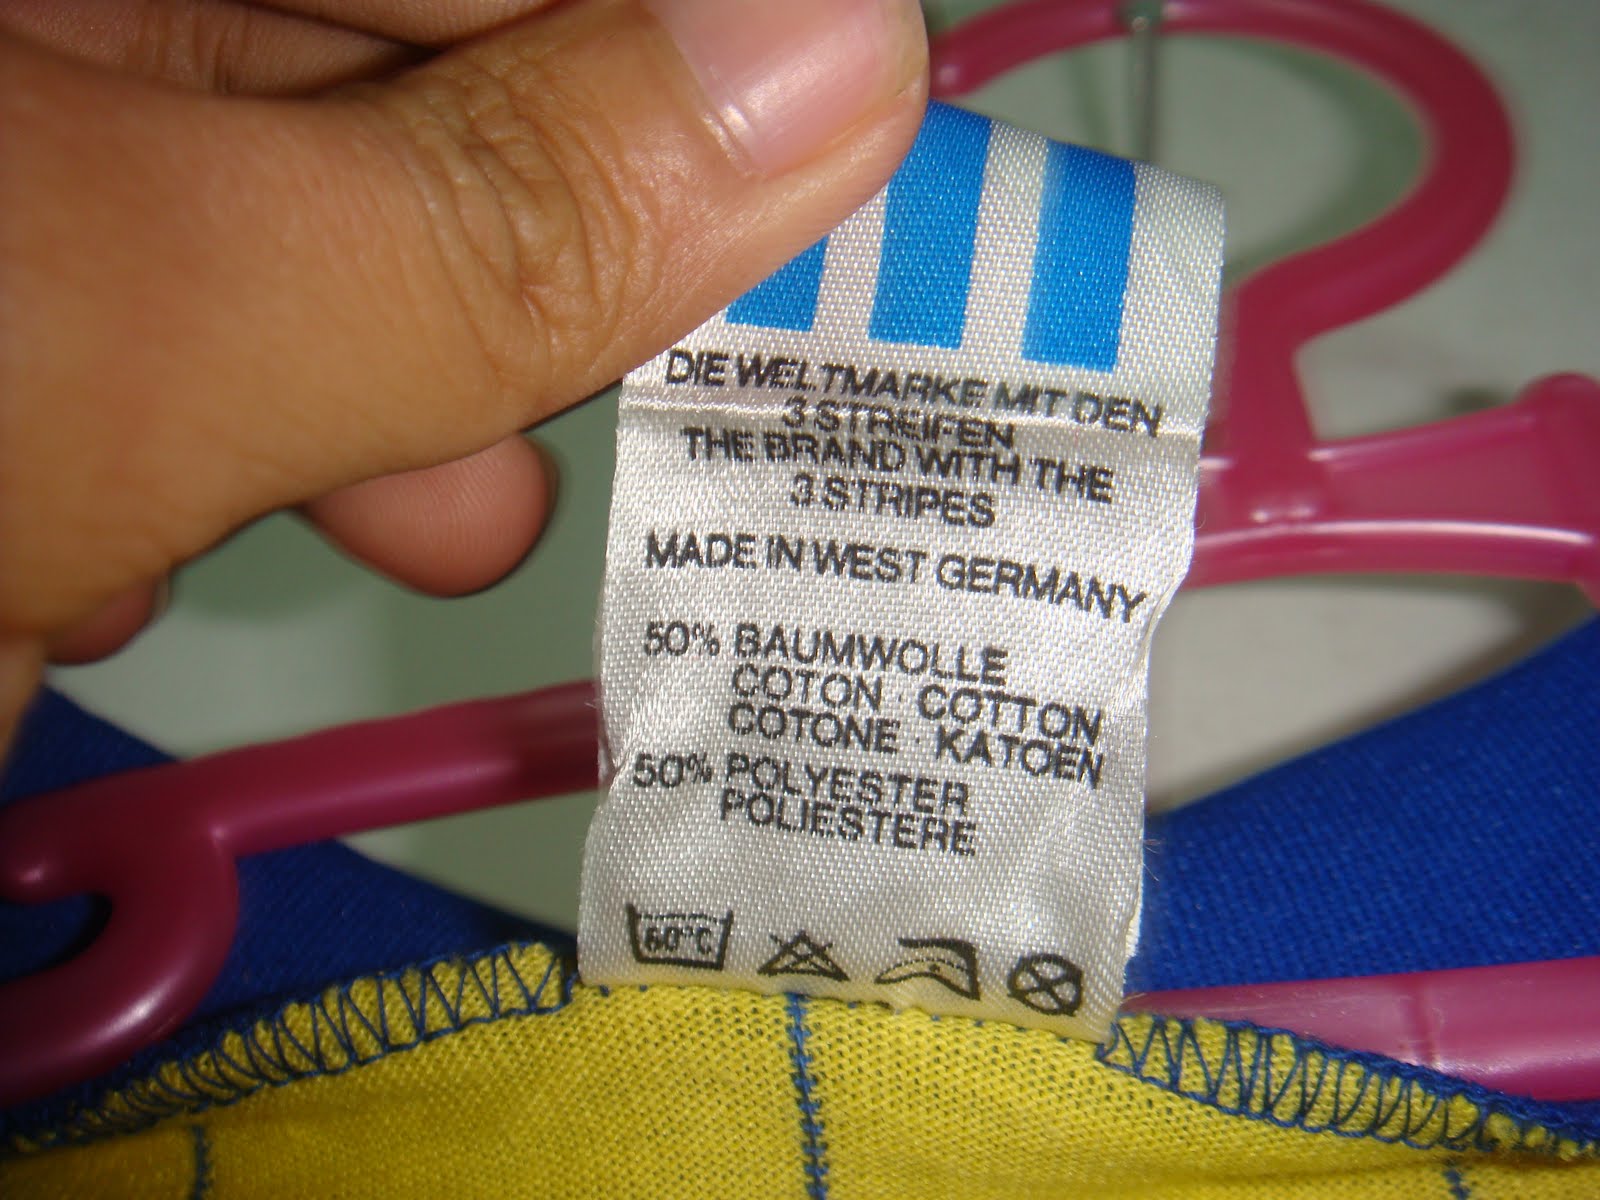 DIE WELTMARKE MIT DEN
3 STREIFEN
THE BRAND WITH THE
3 STRIPES
MADE IN WEST GERMANY
50% BAUMWOLLE
COTON · COTTON
COTONE · KATOEN
50% POLYESTER
POLIESTERE
60°C